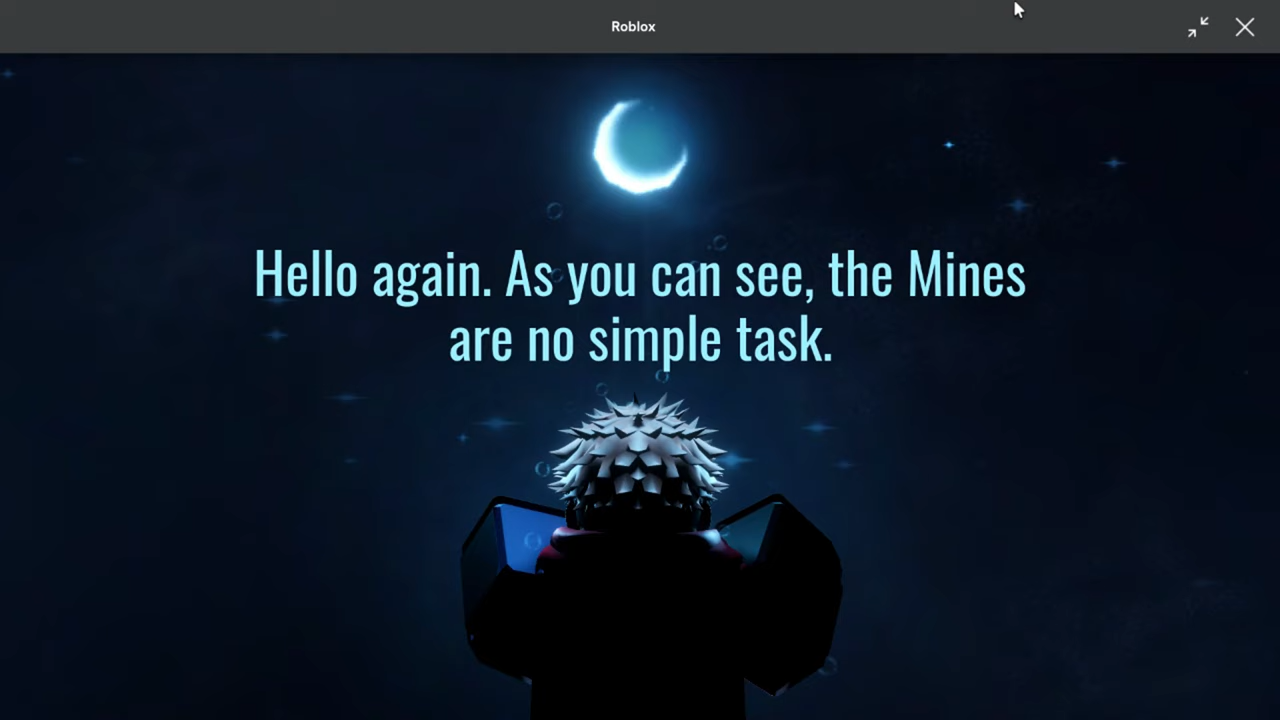 Roblox
Hello again. As you can see, the Mines
are no simple task.